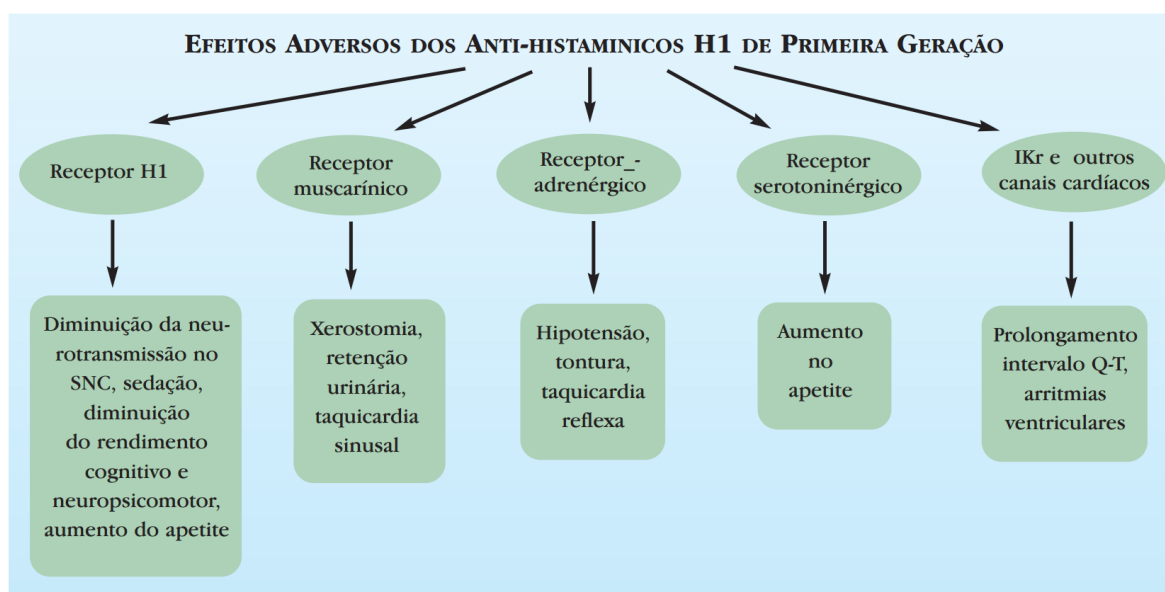 EFEITOS ADVERSOS DOS ANTI-HISTAMINICOS H1 DE PRIMEIRA GERAÇÃO
Receptor H1
Receptor
muscarínico
Receptor_-
adrenérgico
Receptor
serotoninérgico
IKr e outros
canais cardíacos
Diminuição da neu-
rotransmissão no
SNC, sedação,
diminuição
do rendimento
cognitivo e
neuropsicomotor,
aumento do apetite
Xerostomia,
retenção
urinária,
taquicardia
sinusal
Hipotensão,
tontura,
taquicardia
reflexa
Aumento
no
apetite
Prolongamento
intervalo Q-T,
arritmias
ventriculares